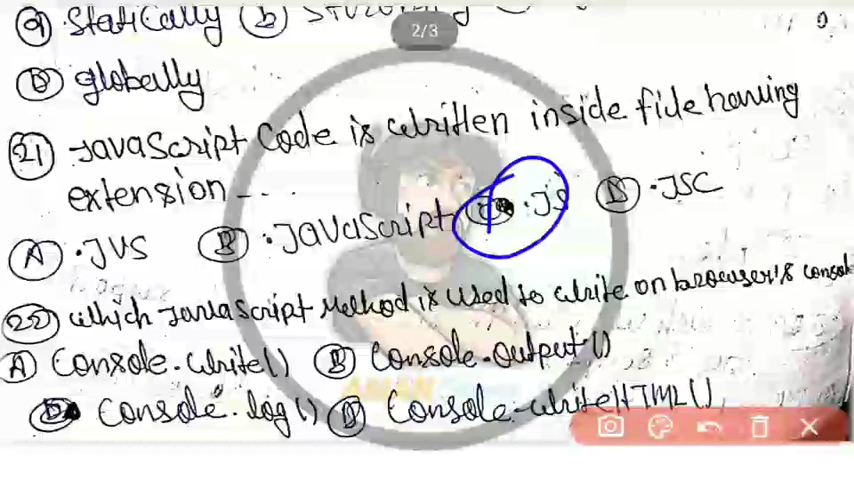 (a) Statically (b)
2/3
(D) globally
(21) JavaScript Code is written inside file having
extension ...
(A) .JVS (B) .JavaScript (C) .JS (D) .JSC
(22) which JavaScript Method is used to write on browser's console
(A) Console.write() (B) Console.output()
Console.log() (D) Console.writeHTML()